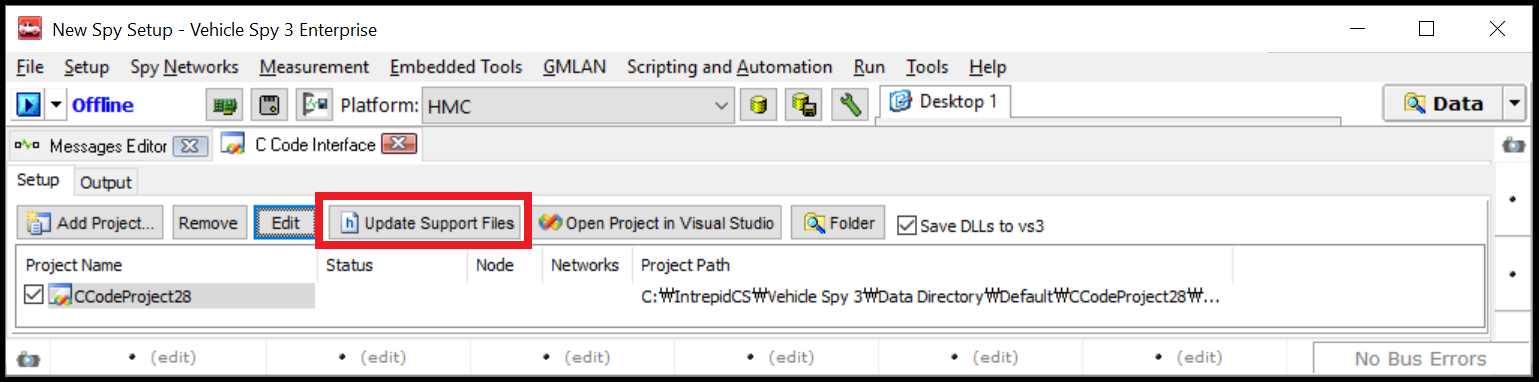 New Spy Setup - Vehicle Spy 3 Enterprise
File Setup Spy Networks Measurement Embedded Tools GMLAN Scripting and Automation Run Tools Help
Offline Platform: HMC Desktop 1 Data
Messages Editor C Code Interface
Setup Output
Add Project... Remove Edit h Update Support Files Open Project in Visual Studio Folder Save DLLs to vs3
Project Name Status Node Networks Project Path
CCodeProject28 C:₩IntrepidCS₩Vehicle Spy 3₩Data Directory₩Default₩CCodeProject28₩...
(edit) (edit) (edit) (edit) (edit) (edit) No Bus Errors